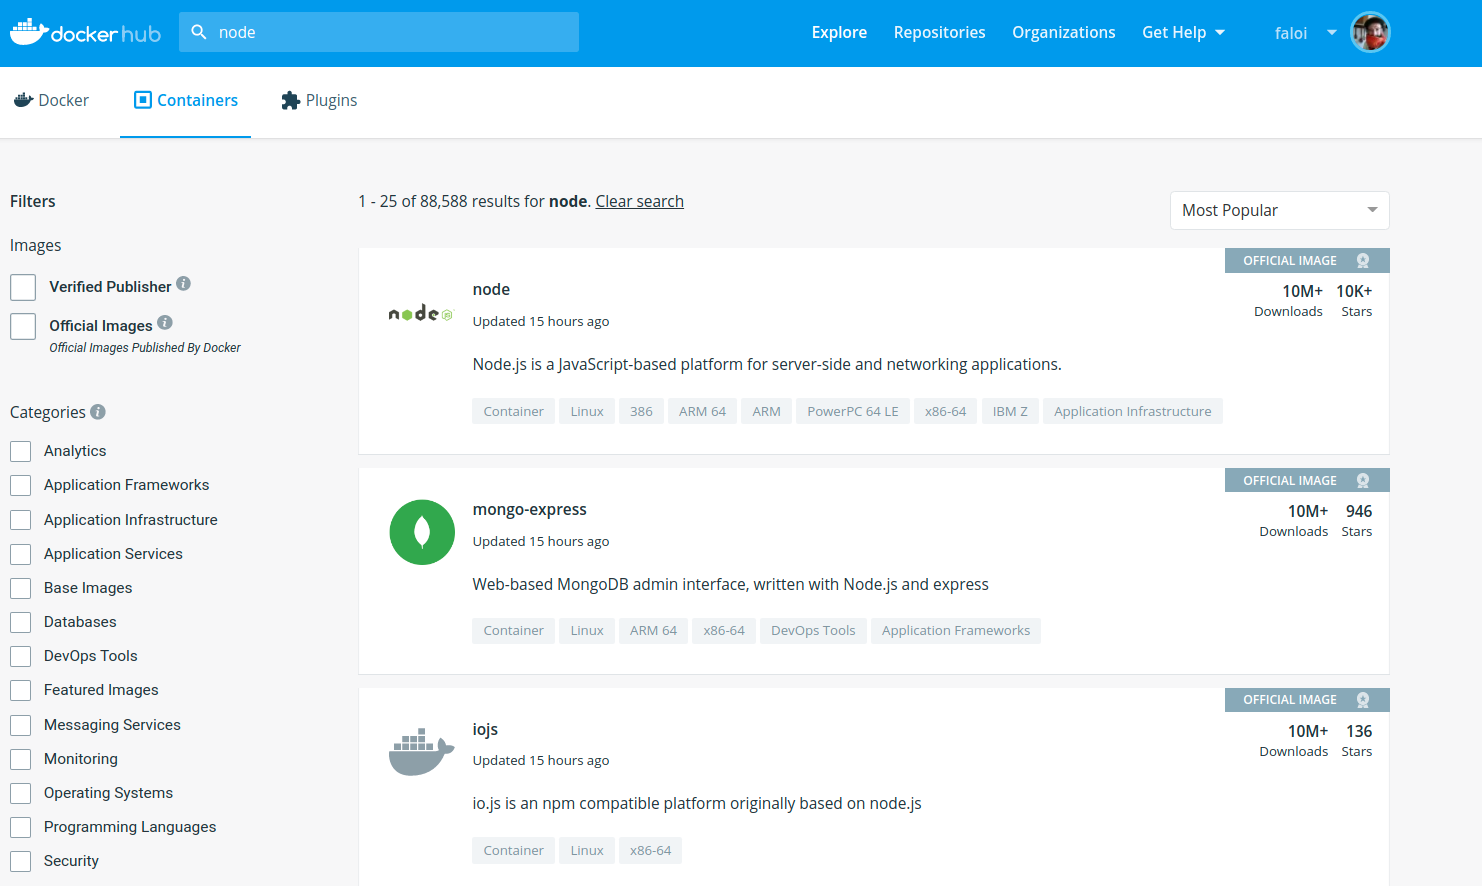 docker hub
node
Explore Repositories Organizations Get Help faloi
Docker Containers Plugins
Filters
Images
Verified Publisher
Official Images
Official Images Published By Docker
Categories
Analytics
Application Frameworks
Application Infrastructure
Application Services
Base Images
Databases
DevOps Tools
Featured Images
Messaging Services
Monitoring
Operating Systems
Programming Languages
Security
1 - 25 of 88,588 results for node. Clear search
Most Popular
OFFICIAL IMAGE
node
node
10M+ 10K+
Downloads Stars
Updated 15 hours ago
Node.js is a JavaScript-based platform for server-side and networking applications.
Container Linux 386 ARM 64 ARM PowerPC 64 LE x86-64 IBM Z Application Infrastructure
OFFICIAL IMAGE
mongo-express
10M+ 946
Downloads Stars
Updated 15 hours ago
Web-based MongoDB admin interface, written with Node.js and express
Container Linux ARM 64 x86-64 DevOps Tools Application Frameworks
OFFICIAL IMAGE
iojs
10M+ 136
Downloads Stars
Updated 15 hours ago
io.js is an npm compatible platform originally based on node.js
Container Linux x86-64